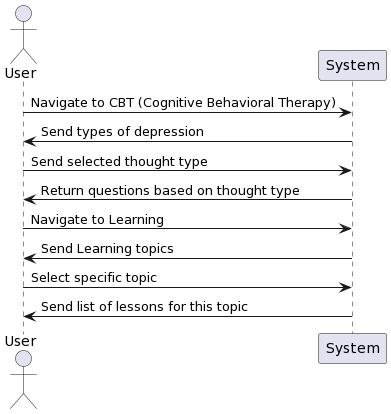 User
System
Navigate to CBT (Cognitive Behavioral Therapy)
Send types of depression
Send selected thought type
Return questions based on thought type
Navigate to Learning
Send Learning topics
Select specific topic
Send list of lessons for this topic
User
System